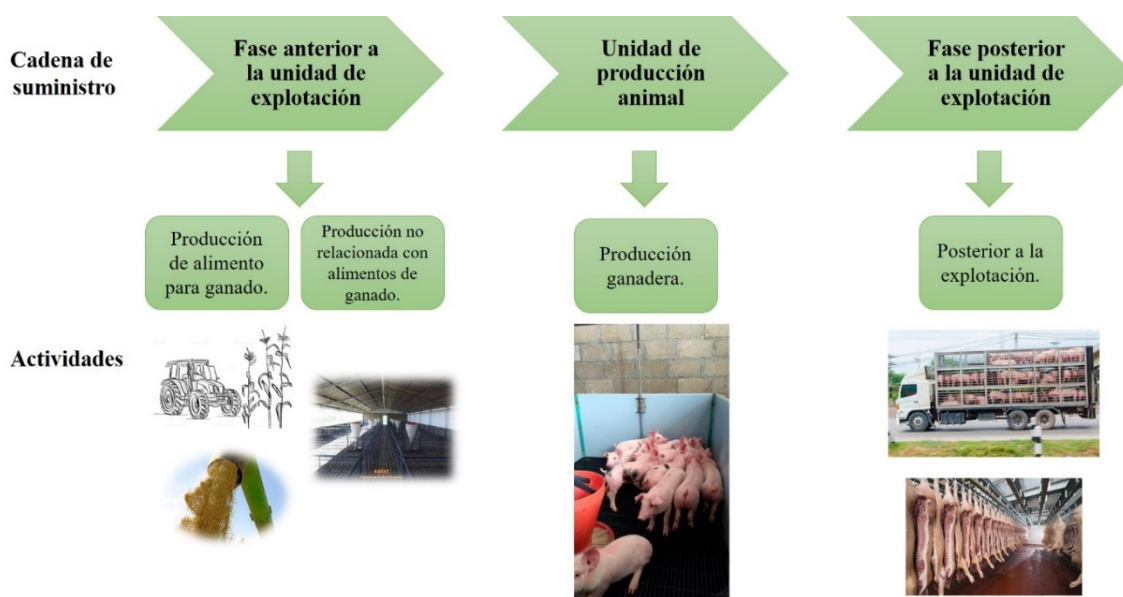 Cadena de
suministro
Fase anterior a
la unidad de
explotación
Unidad de
producción
animal
Fase posterior
a la unidad de
explotación
Producción
de alimento
para ganado.
Producción no
relacionada con
alimentos de
ganado.
Producción
ganadera.
Posterior a la
explotación.
Actividades